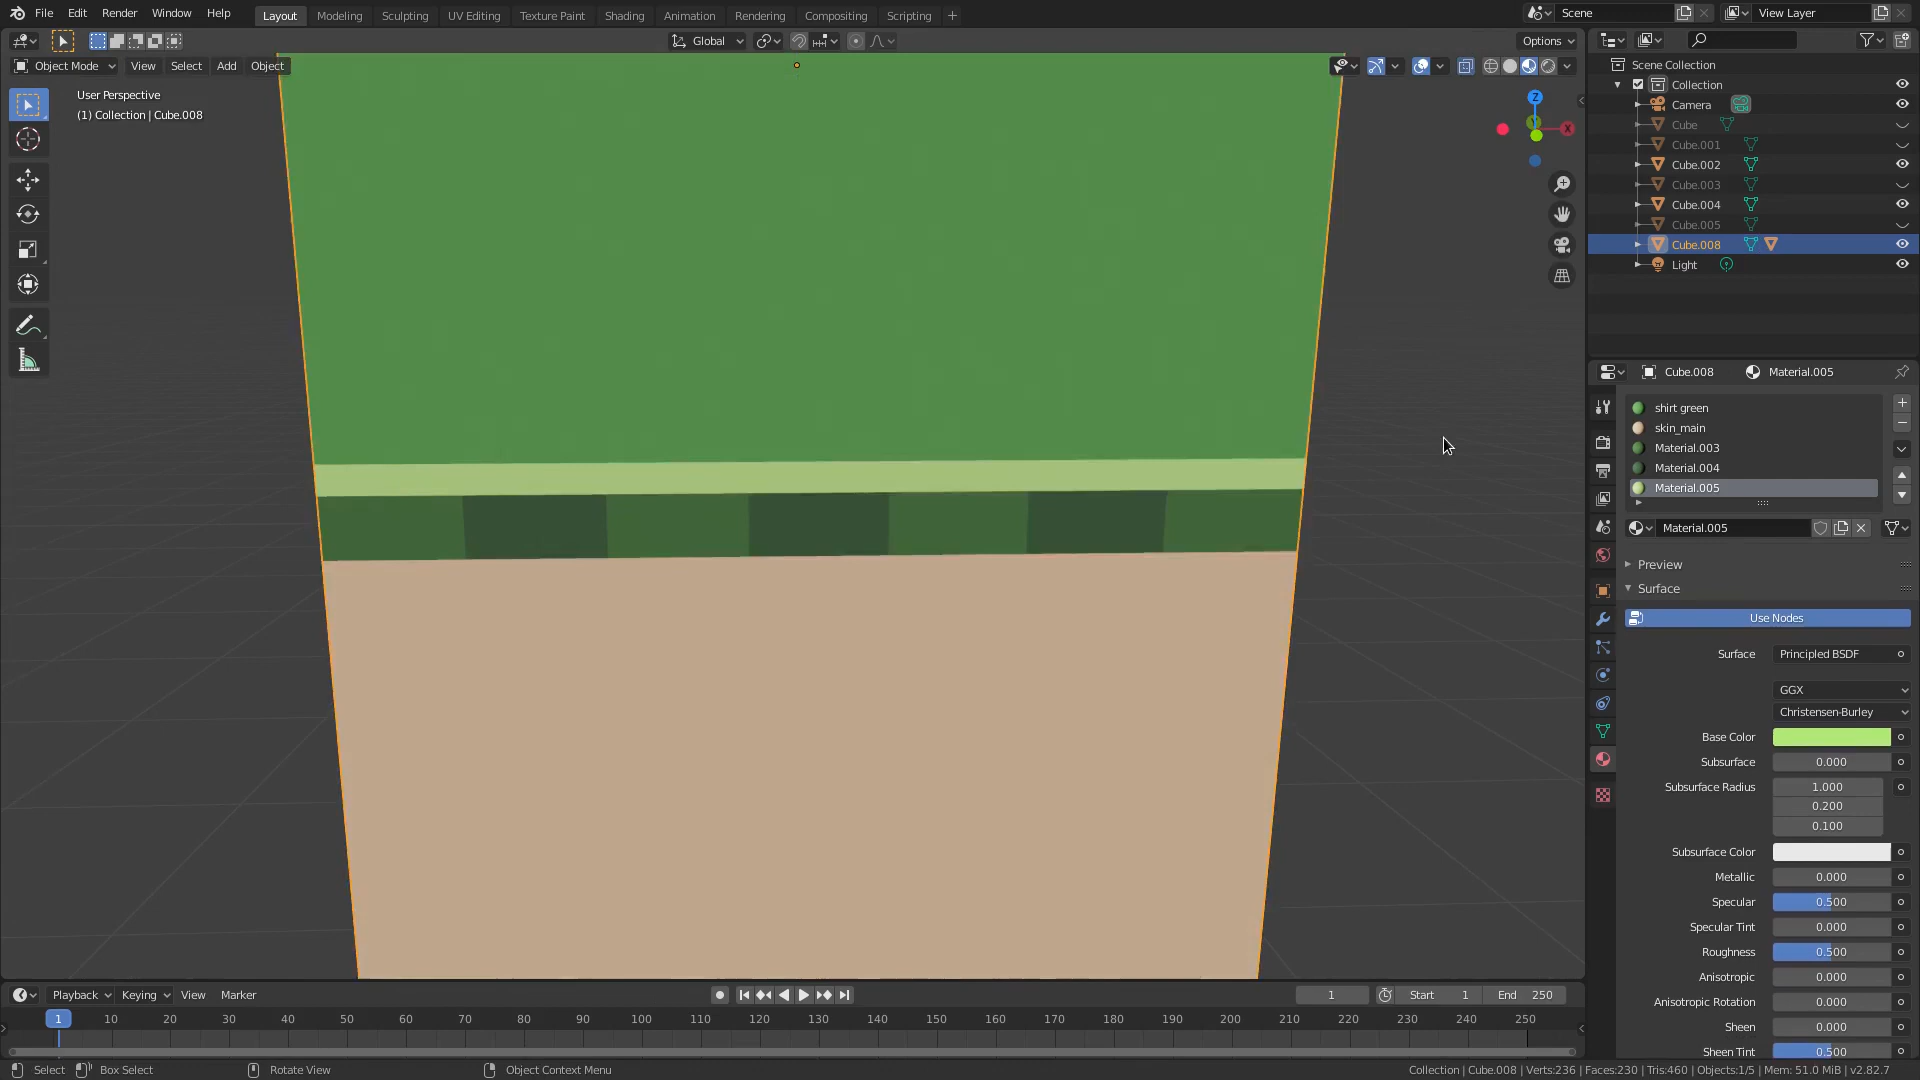 File Edit Render Window Help Layout Modeling Sculpting UV Editing Texture Paint Shading Animation Rendering Compositing Scripting + Scene View Layer
Global Options
Object Mode View Select Add Object
User Perspective
(1) Collection | Cube.008
Z
Y
X
Scene Collection
Collection
Camera
Cube
Cube.001
Cube.002
Cube.003
Cube.004
Cube.005
Cube.008
Light
Cube.008 Material.005
shirt green
skin_main
Material.003
Material.004
Material.005
Material.005
Preview
Surface
Use Nodes
Surface Principled BSDF
GGX
Christensen-Burley
Base Color
Subsurface 0.000
Subsurface Radius 1.000
0.200
0.100
Subsurface Color
Metallic 0.000
Specular 0.500
Specular Tint 0.000
Roughness 0.500
Anisotropic 0.000
Anisotropic Rotation 0.000
Sheen 0.000
Sheen Tint 0.500
Playback Keying View Marker 1 Start 1 End 250
1 10 20 30 40 50 60 70 80 90 100 110 120 130 140 150 160 170 180 190 200 210 220 230 240 250
Select Box Select Rotate View Object Context Menu Collection | Cube.008 | Verts:236 | Faces:230 | Tris:460 | Objects:1/5 | Mem: 51.0 MiB | v2.82.7